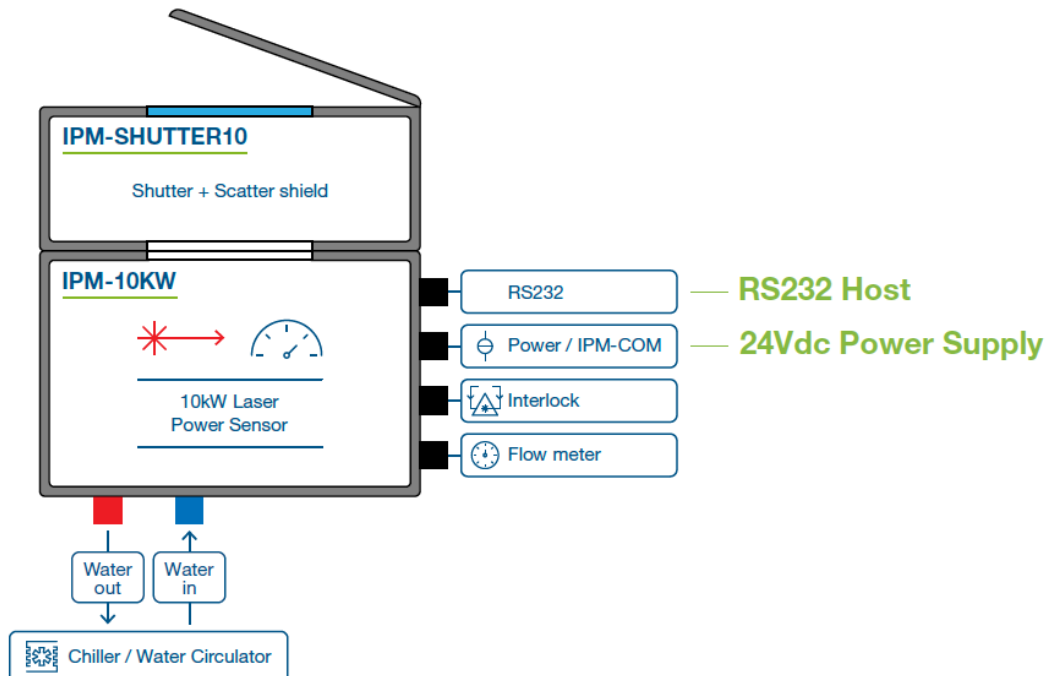 IPM-SHUTTER10
Shutter + Scatter shield
IPM-10KW
10kW Laser
Power Sensor
RS232
RS232 Host
Power / IPM-COM
24Vdc Power Supply
Interlock
Flow meter
Water
out
Water
in
Chiller / Water Circulator